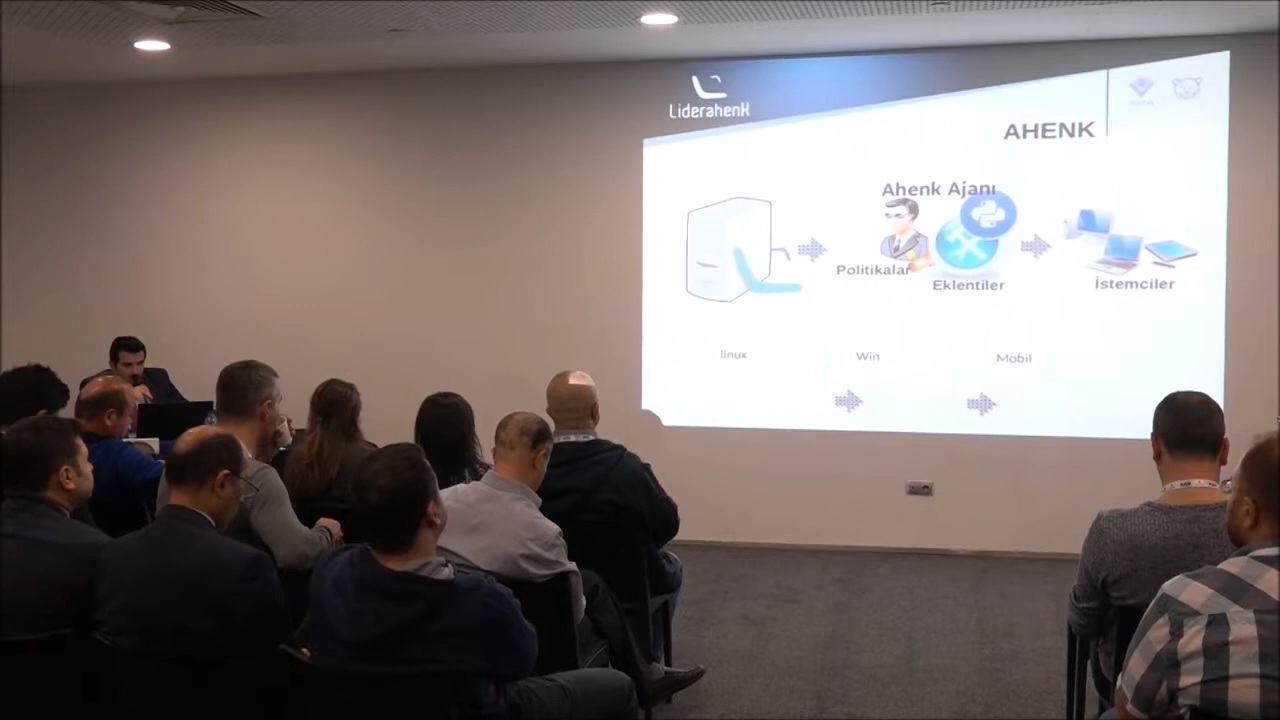 LiderahenK
AHENK
Ahenk Ajanı
Politikalar
Eklentiler
İstemciler
linux
Win
Mobil